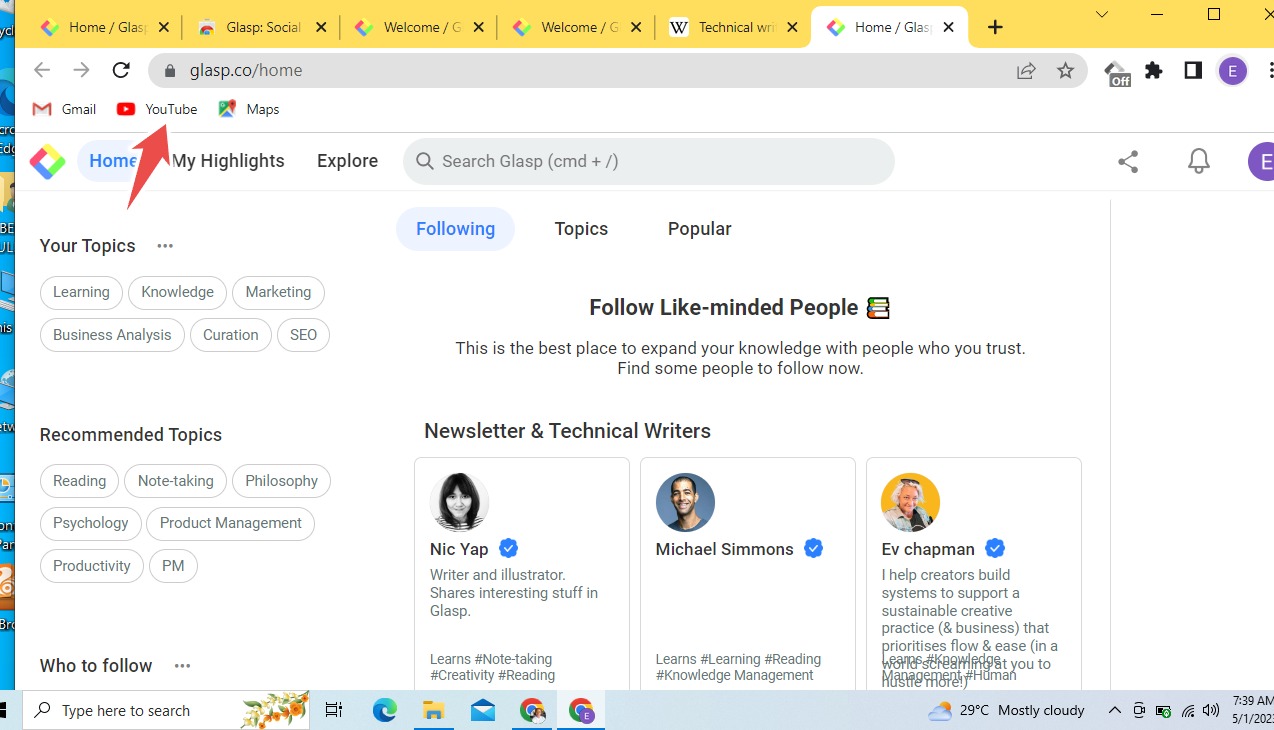 Home / Glas
Glasp: Social
Welcome / G
Welcome / G
Technical wri
Home / Glas
glasp.co/home
Off
E
Gmail
YouTube
Maps
Home
My Highlights
Explore
Search Glasp (cmd + /)
E
Following
Topics
Popular
Your Topics
Learning
Knowledge
Marketing
Business Analysis
Curation
SEO
Follow Like-minded People
This is the best place to expand your knowledge with people who you trust.
Find some people to follow now.
Recommended Topics
Reading
Note-taking
Philosophy
Psychology
Product Management
Productivity
PM
Newsletter & Technical Writers
Nic Yap
Writer and illustrator.
Shares interesting stuff in
Glasp.
Learns #Note-taking
#Creativity #Reading
Michael Simmons
Learns #Learning #Reading
#Knowledge Management
Ev chapman
I help creators build
systems to support a
sustainable creative
practice (& business) that
prioritises flow & ease (in a
world screaming at you to
hustle more!)
Learns #Knowledge
Management #Human
Who to follow
Type here to search
E
29°C Mostly cloudy
7:39 AM
5/1/202